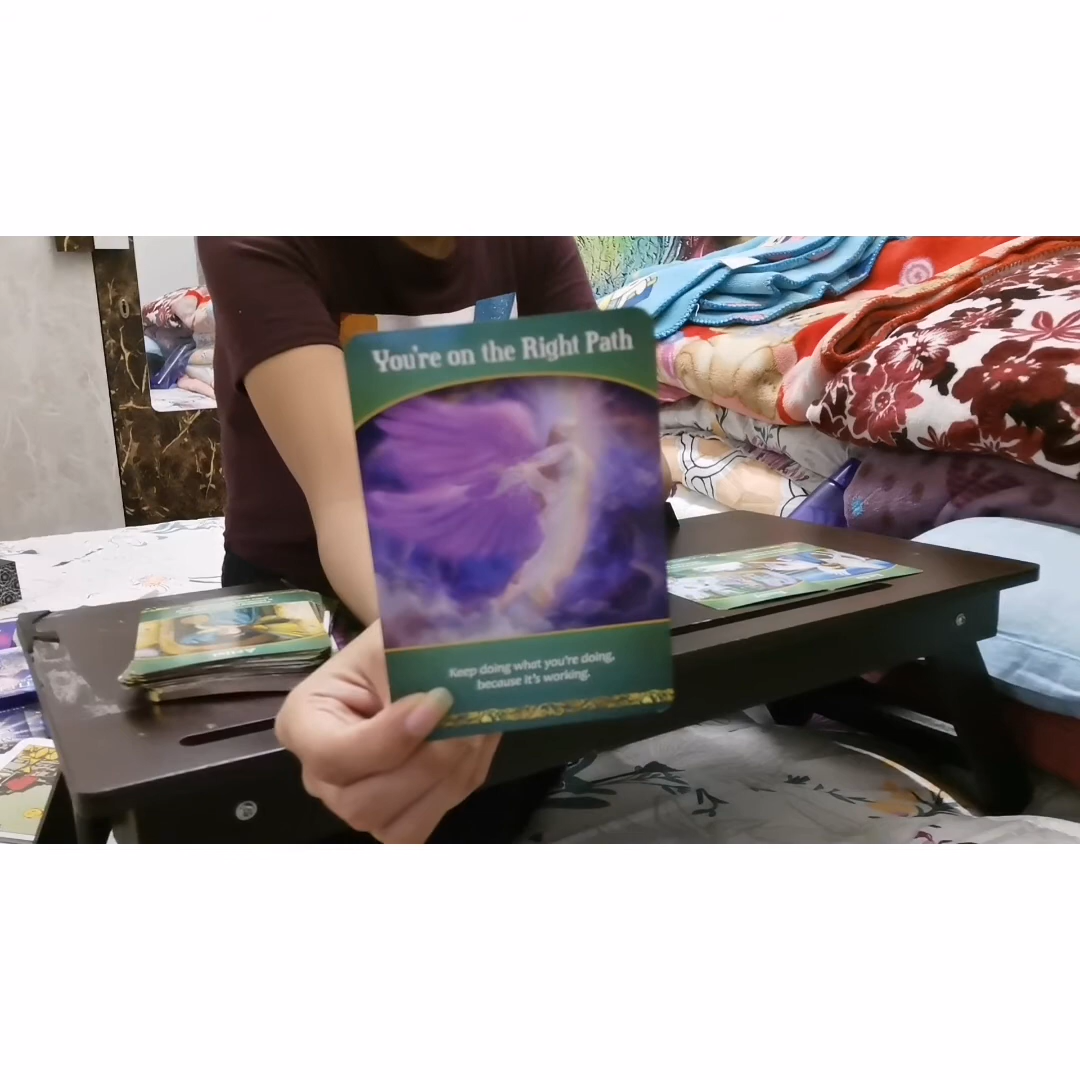 You're on the Right Path
Keep doing what you're doing,
because it's working.